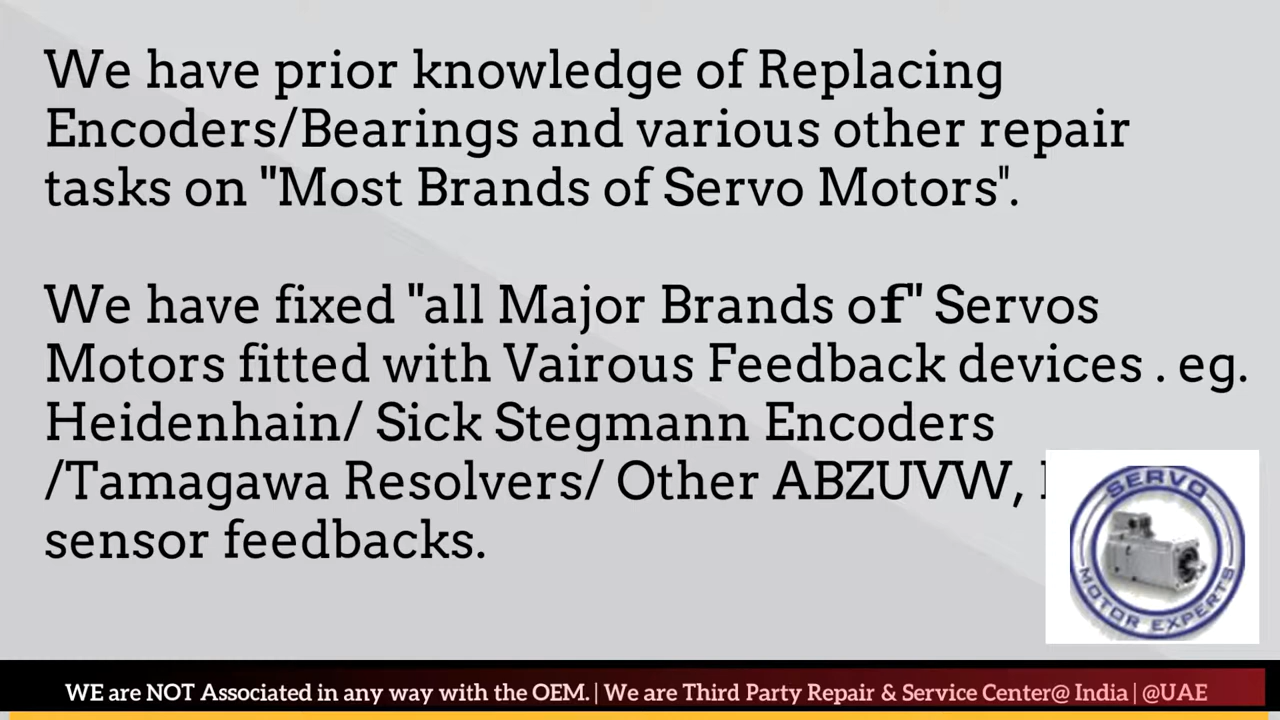 We have prior knowledge of Replacing
Encoders/Bearings and various other repair
tasks on "Most Brands of Servo Motors".
We have fixed "all Major Brands of" Servos
Motors fitted with Vairous Feedback devices . eg.
Heidenhain/ Sick Stegmann Encoders
/Tamagawa Resolvers/ Other ABZUVW,
sensor feedbacks.
SERVO
MOTOR EXPERTS
WE are NOT Associated in any way with the OEM. | We are Third Party Repair & Service Center@ India | @UAE